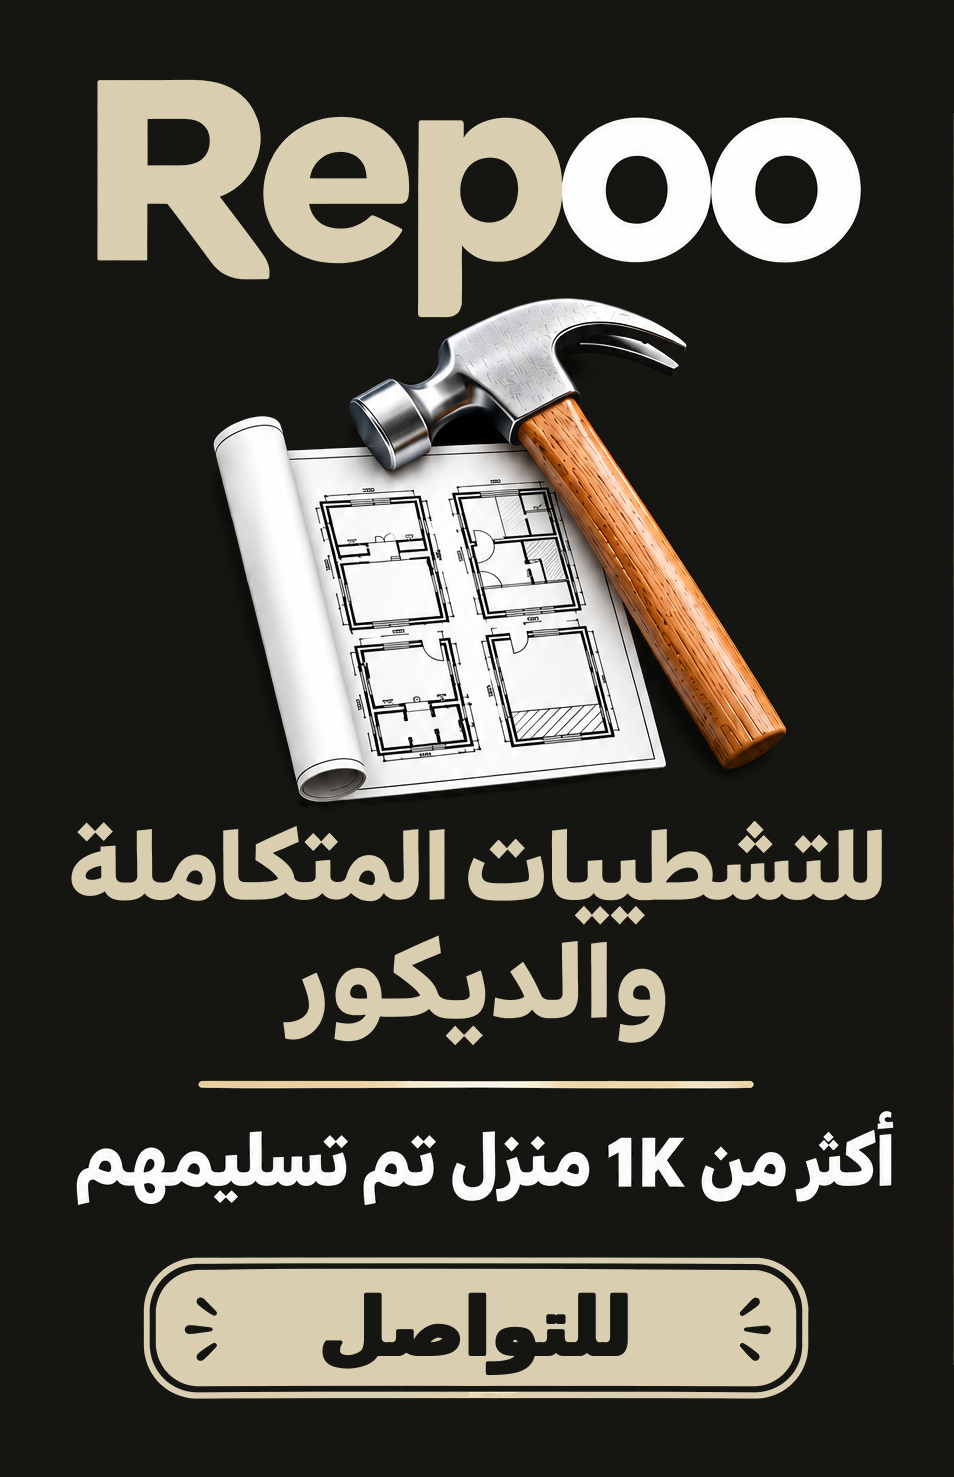 Repoo
للتشطيبات المتكاملة
والديكور
أكثر من 1K منزل تم تسليمهم
للتواصل